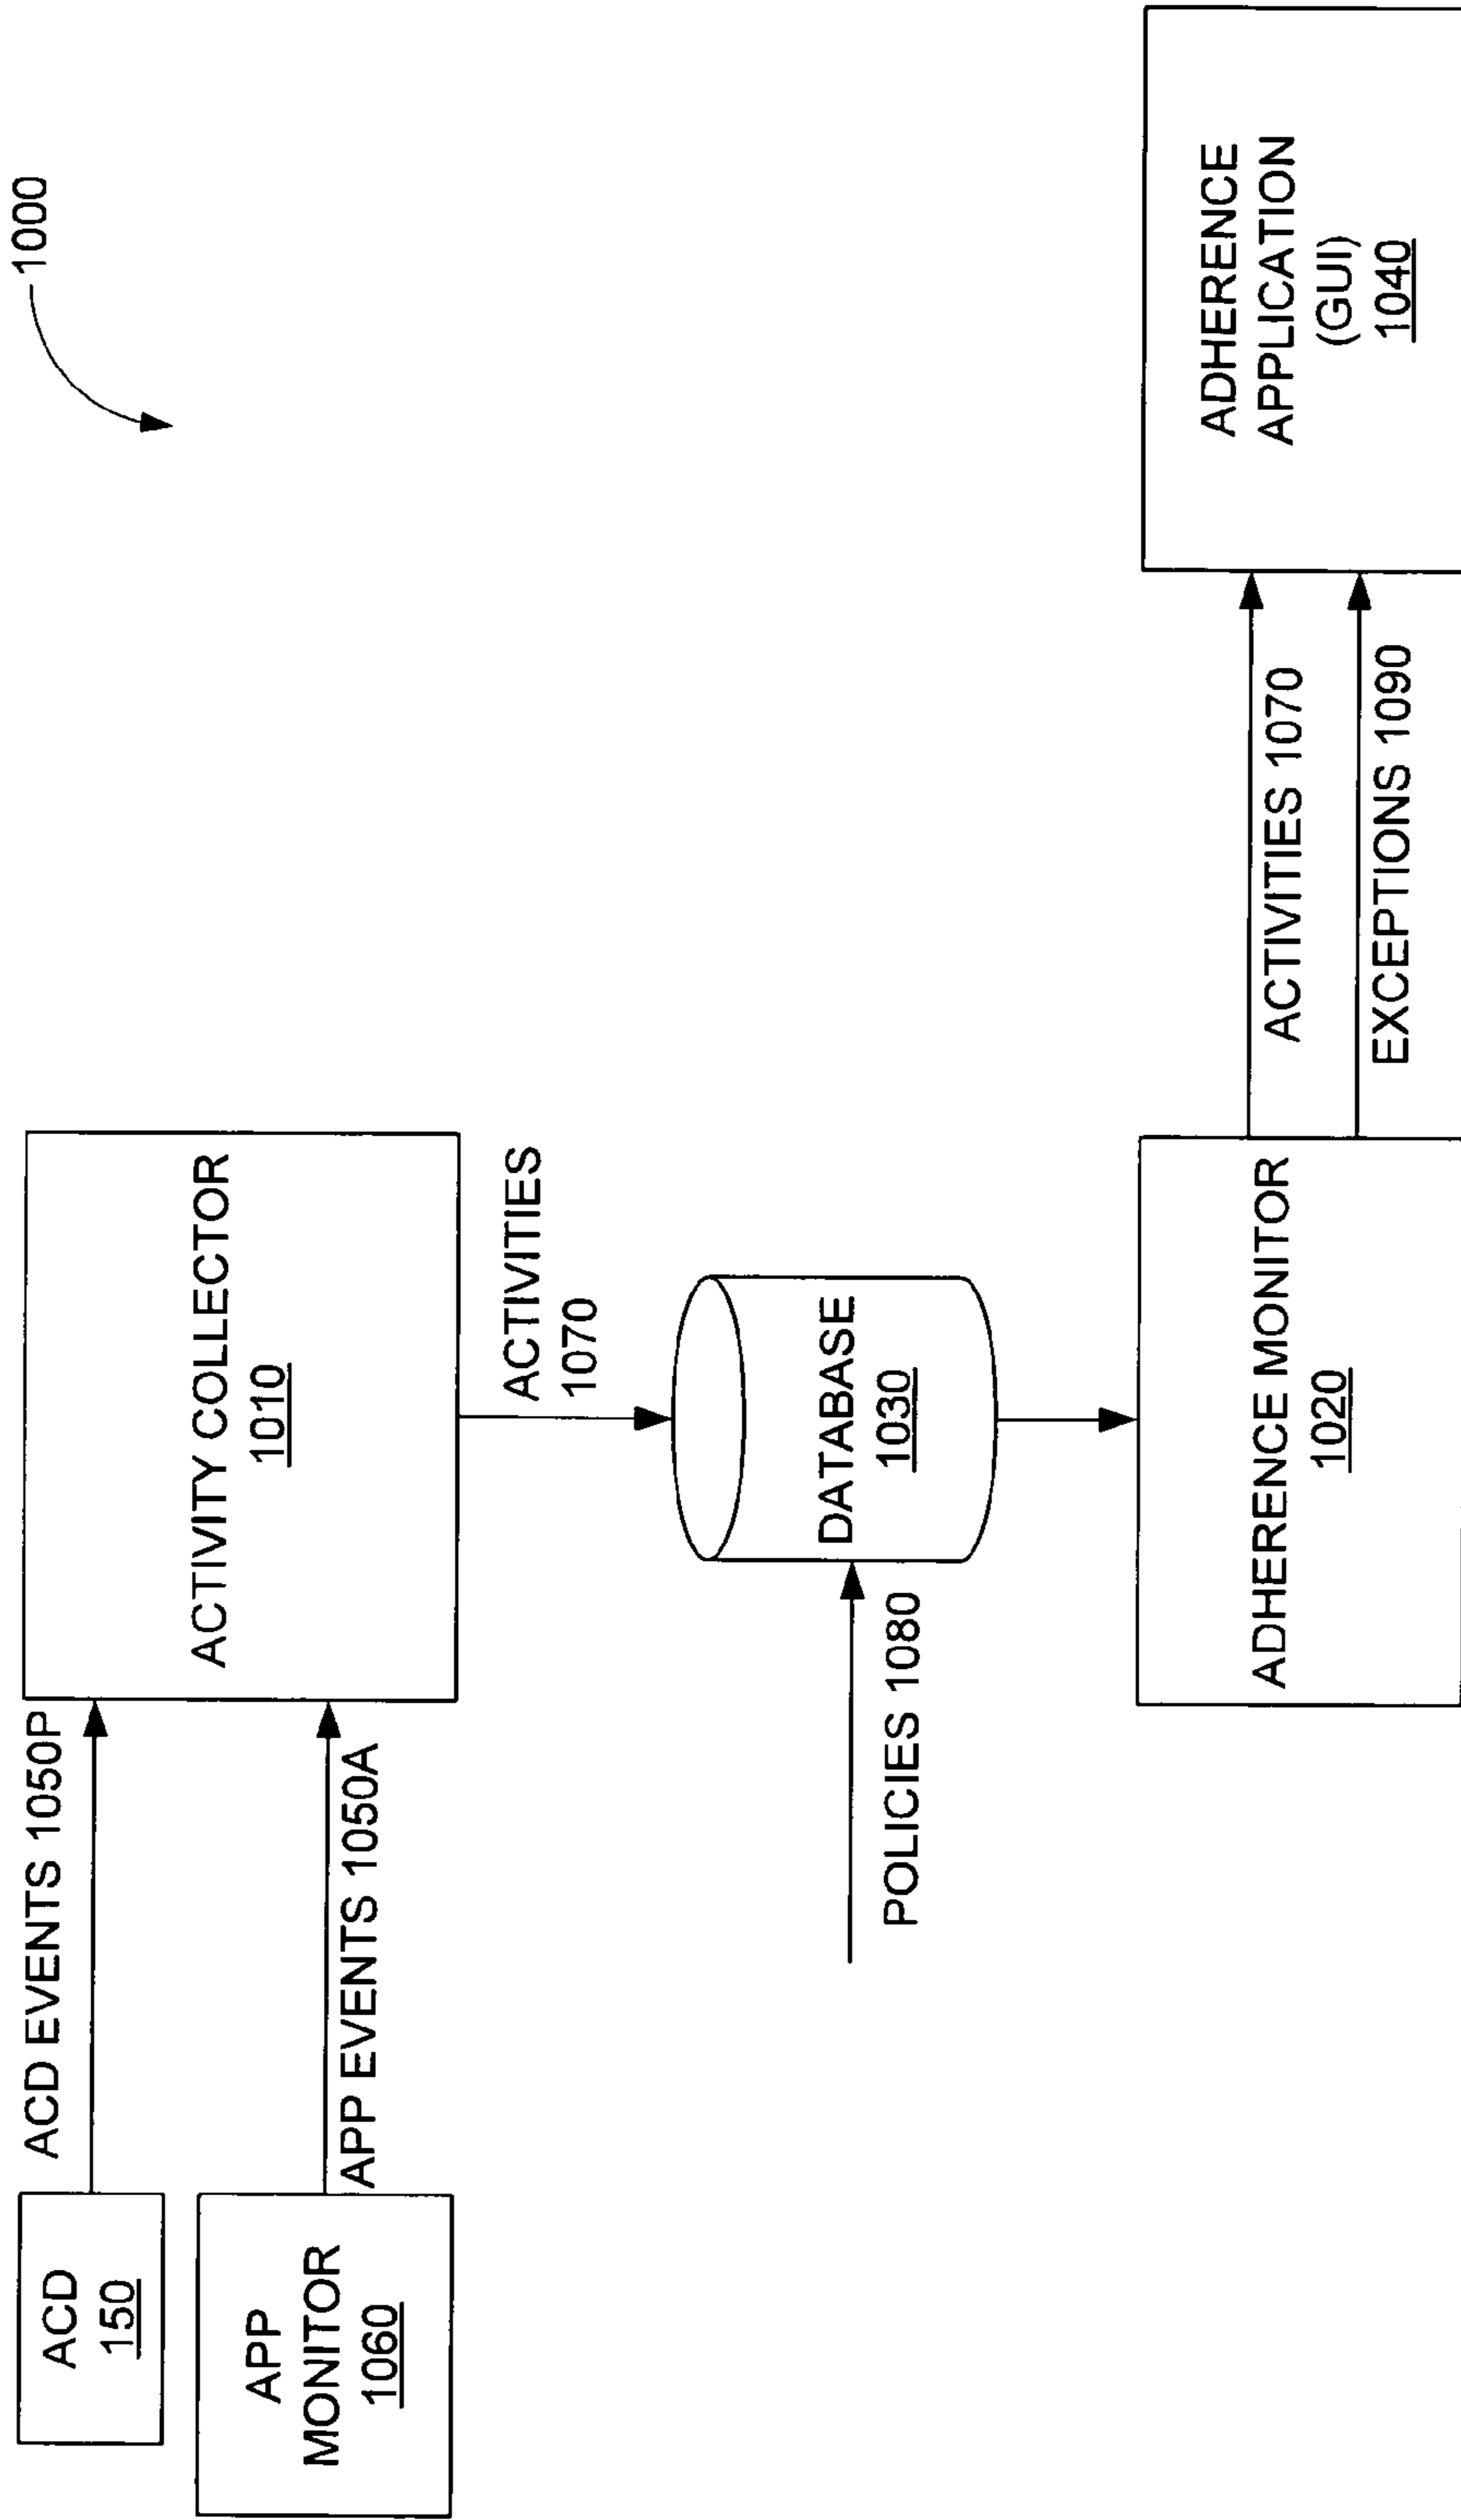 1000
ACD
150
ACD EVENTS 1050P
APP
MONITOR
1060
APP EVENTS 1050A
ACTIVITY COLLECTOR
1010
ACTIVITIES
1070
POLICIES 1080
DATABASE
1030
ADHERENCE MONITOR
1020
ACTIVITIES 1070
EXCEPTIONS 1090
ADHERENCE
APPLICATION
(GUI)
1040